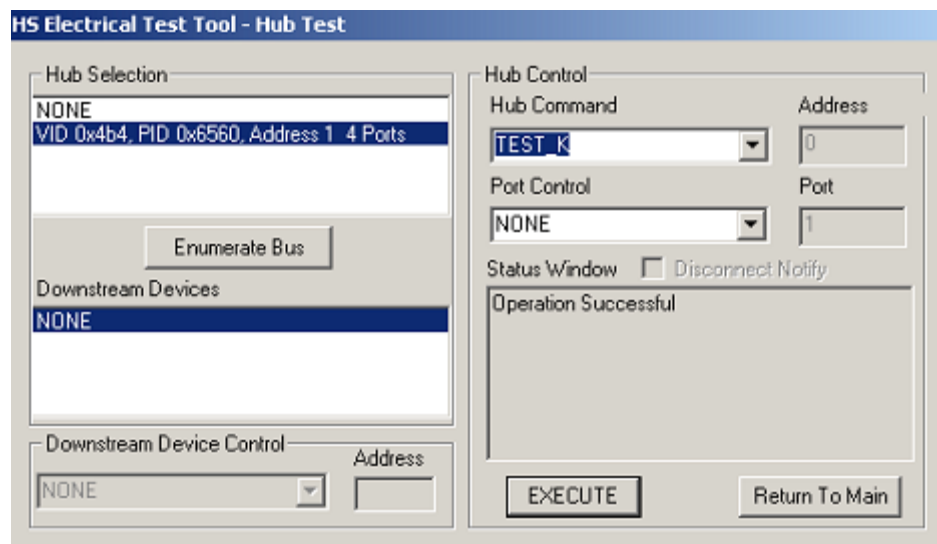 HS Electrical Test Tool - Hub Test
Hub Selection
NONE
VID 0x4b4, PID 0x6560, Address 1 4 Ports
Enumerate Bus
Downstream Devices
NONE
Downstream Device Control
Address
NONE
Hub Control
Hub Command
Address
TEST_K
0
Port Control
Port
NONE
1
Status Window
Disconnect Notify
Operation Successful
EXECUTE
Return To Main